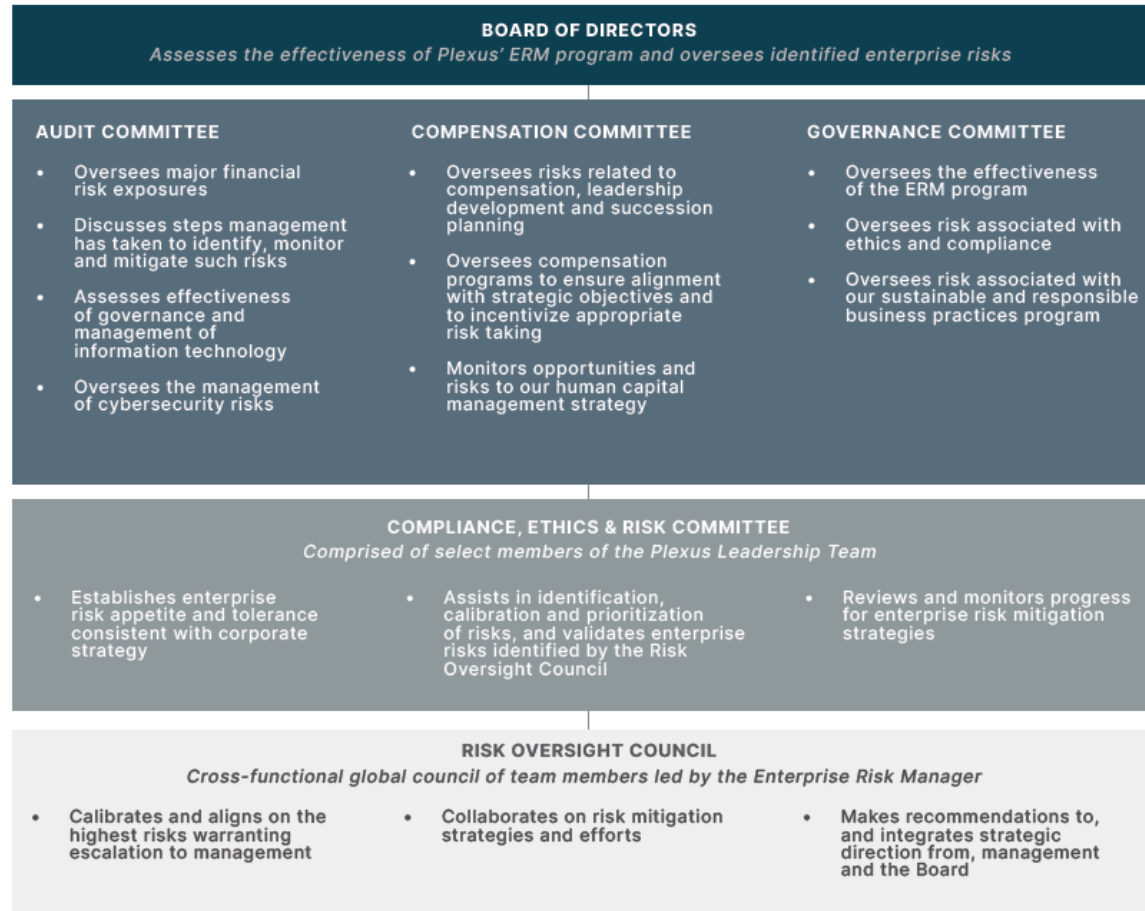 BOARD OF DIRECTORS
Assesses the effectiveness of Plexus' ERM program and oversees identified enterprise risks
AUDIT COMMITTEE
• Oversees major financial
risk exposures
• Discusses steps management
has taken to identify, monitor
and mitigate such risks
• Assesses effectiveness
of governance and
management of
information technology
• Oversees the management
of cybersecurity risks
COMPENSATION COMMITTEE
• Oversees risks related to
compensation, leadership
development and succession
planning
• Oversees compensation
programs to ensure alignment
with strategic objectives and
to incentivize appropriate
risk taking
• Monitors opportunities and
risks to our human capital
management strategy
GOVERNANCE COMMITTEE
• Oversees the effectiveness
of the ERM program
• Oversees risk associated with
ethics and compliance
• Oversees risk associated with
our sustainable and responsible
business practices program
COMPLIANCE, ETHICS & RISK COMMITTEE
Comprised of select members of the Plexus Leadership Team
• Establishes enterprise
risk appetite and tolerance
consistent with corporate
strategy
• Assists in identification,
calibration and prioritization
of risks, and validates enterprise
risks identified by the Risk
Oversight Council
• Reviews and monitors progress
for enterprise risk mitigation
strategies
RISK OVERSIGHT COUNCIL
Cross-functional global council of team members led by the Enterprise Risk Manager
• Calibrates and aligns on the
highest risks warranting
escalation to management
• Collaborates on risk mitigation
strategies and efforts
• Makes recommendations to,
and integrates strategic
direction from, management
and the Board